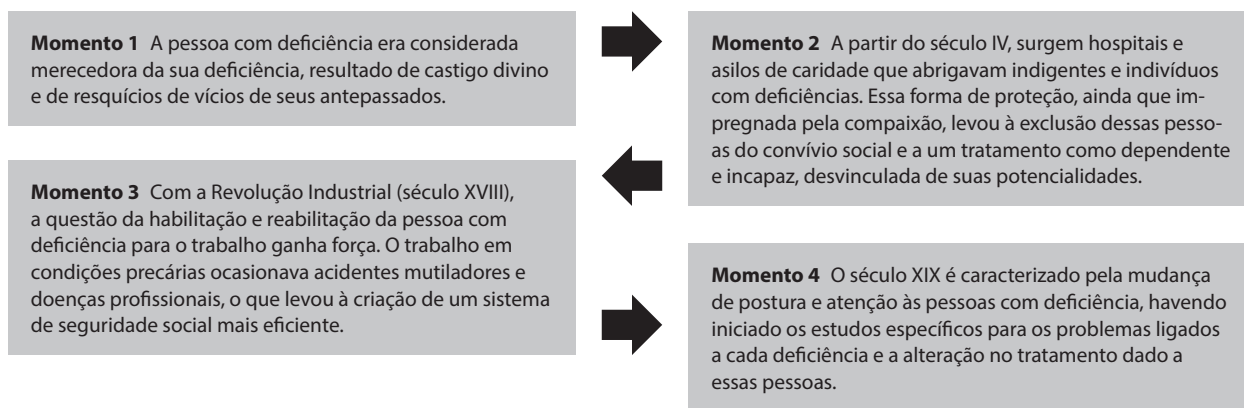 Momento 1 A pessoa com deficiência era considerada
merecedora da sua deficiência, resultado de castigo divino
e de resquícios de vícios de seus antepassados.
Momento 2 A partir do século IV, surgem hospitais e
asilos de caridade que abrigavam indigentes e indivíduos
com deficiências. Essa forma de proteção, ainda que im-
pregnada pela compaixão, levou à exclusão dessas pesso-
as do convívio social e a um tratamento como dependente
e incapaz, desvinculada de suas potencialidades.
Momento 3 Com a Revolução Industrial (século XVIII),
a questão da habilitação e reabilitação da pessoa com
deficiência para o trabalho ganha força. O trabalho em
condições precárias ocasionava acidentes mutiladores e
doenças profissionais, o que levou à criação de um sistema
de seguridade social mais eficiente.
Momento 4 O século XIX é caracterizado pela mudança
de postura e atenção às pessoas com deficiência, havendo
iniciado os estudos específicos para os problemas ligados
a cada deficiência e a alteração no tratamento dado a
essas pessoas.